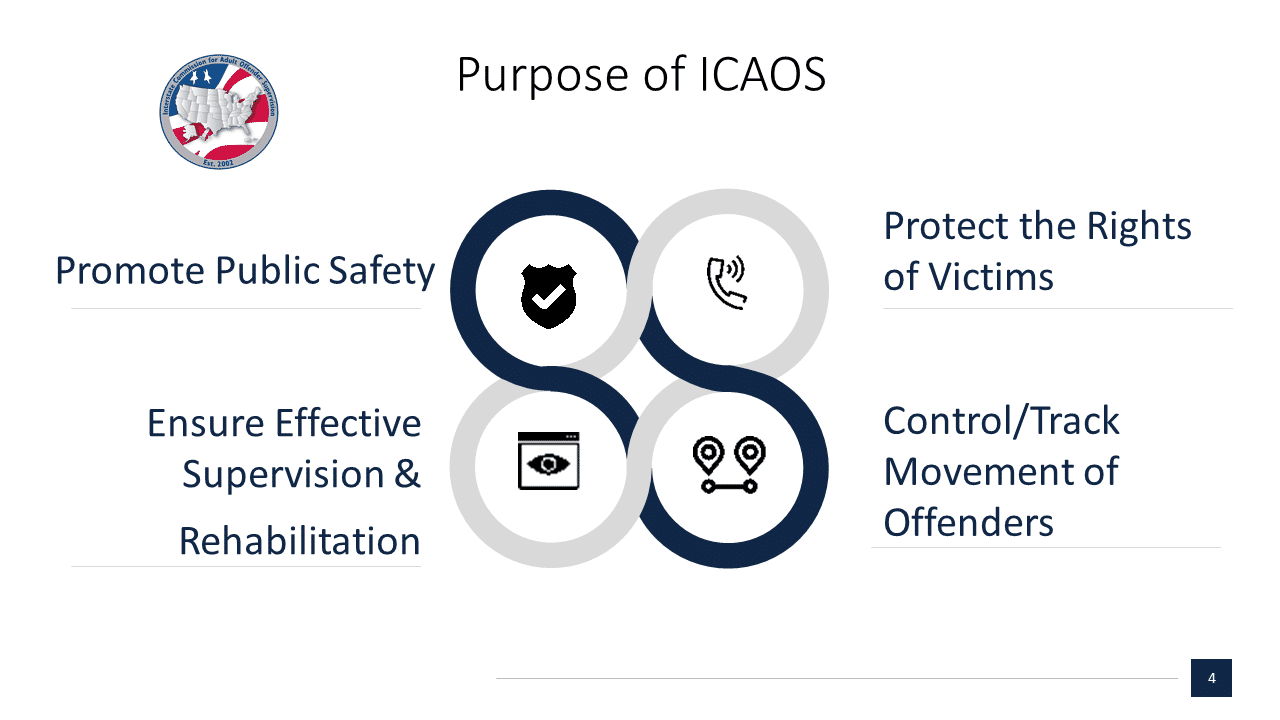 Purpose of ICAOS
Interstate Commission for Adult Offender Supervision
Est. 2002
Promote Public Safety
Protect the Rights
of Victims
Ensure Effective
Supervision &
Rehabilitation
Control/Track
Movement of
Offenders
4